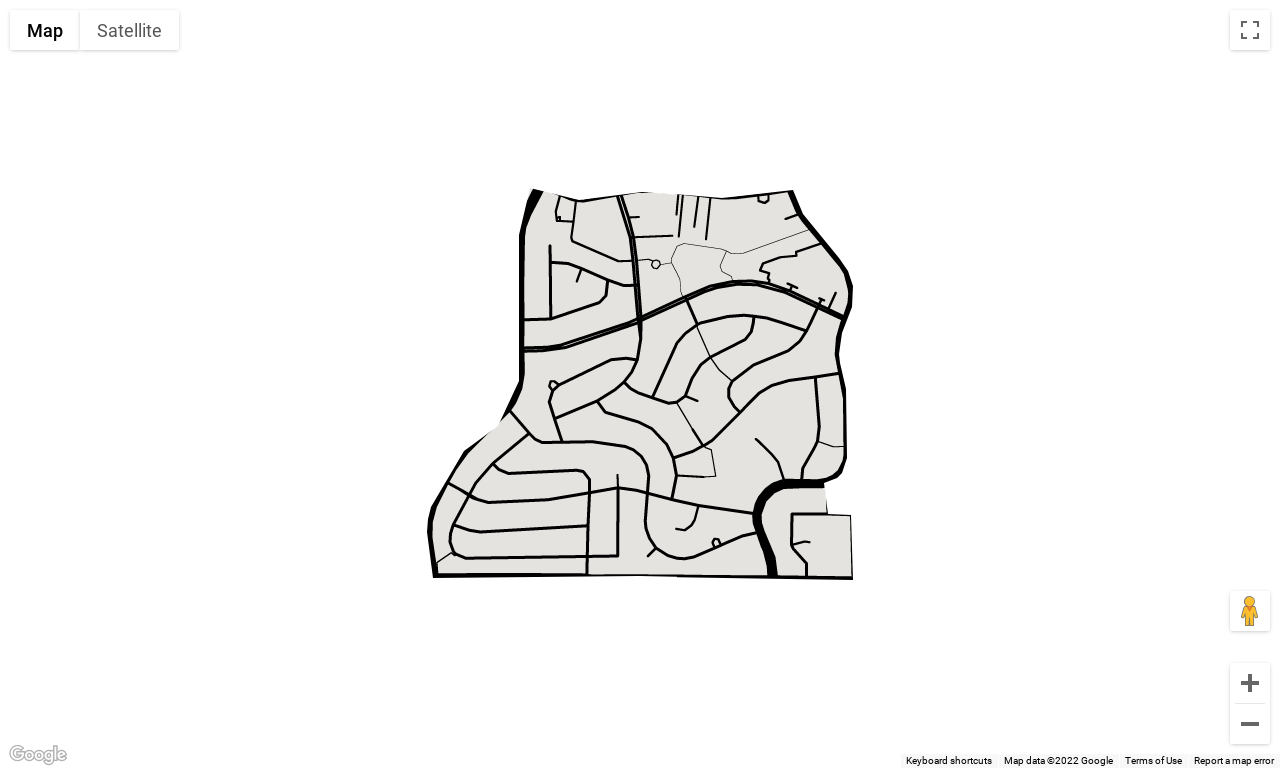 Map Satellite
Google
Keyboard shortcuts Map data ©2022 Google Terms of Use Report a map error